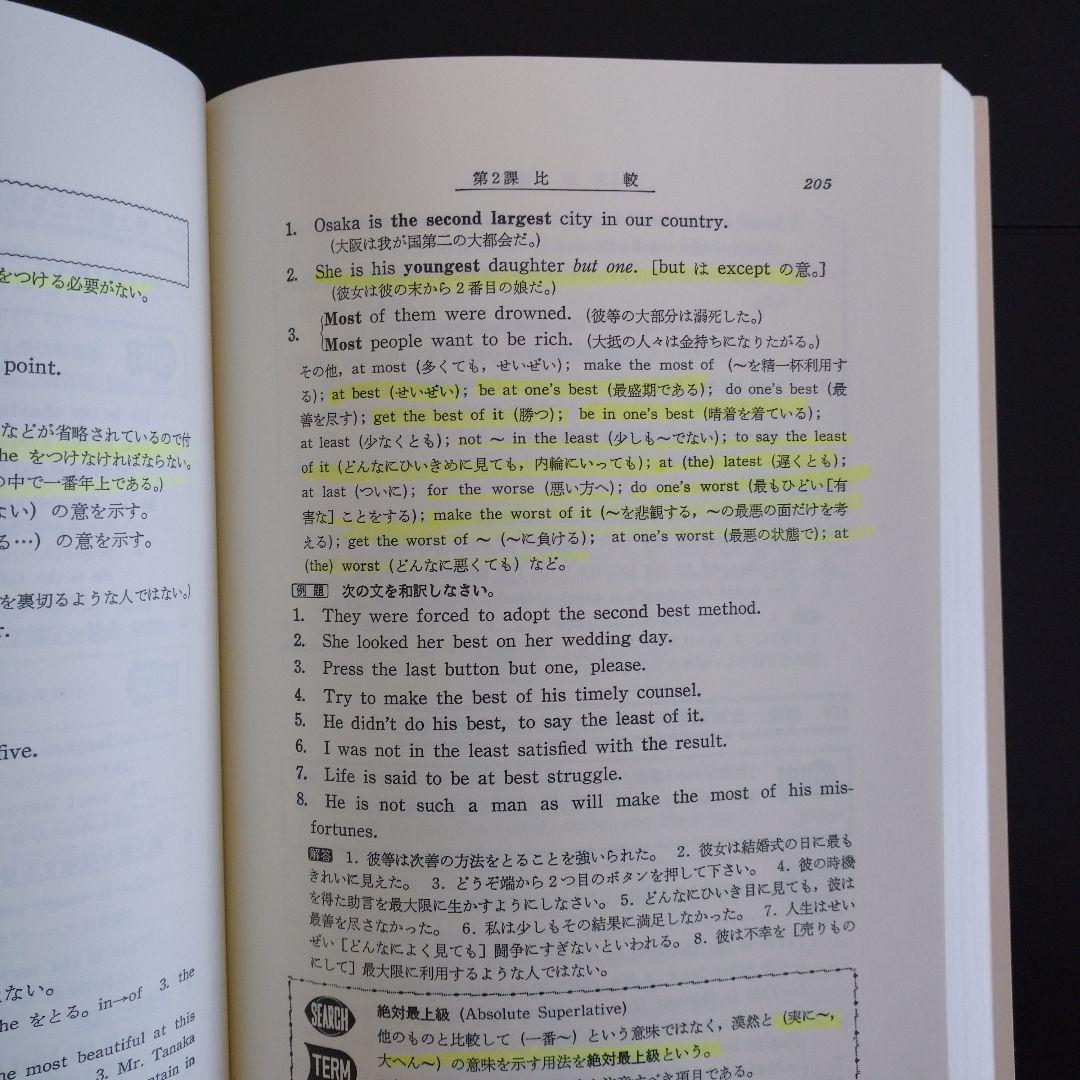 をつける必要がない。
point.
などが省略されているので付
he をつけなければならない。
の中で一番年上である。)
ない) の意を示す。
る…) の意を示す。
を裏切るような人ではない。)
five.
he をとる。in→of 3. the
most beautiful at this
3. Mr. Tanaka
第2課 比 較 205
1. Osaka is the second largest city in our country.
(大阪は我が国第二の大都会だ。)
2. She is his youngest daughter but one. [but は except の意。]
(彼女は彼の末から2番目の娘だ。)
3. Most of them were drowned. (彼等の大部分は溺死した。)
Most people want to be rich. (大抵の人々は金持ちになりたがる。)
その他, at most (多くても, せいぜい); make the most of (〜を精一杯利用す
る); at best (せいぜい); be at one's best (最盛期である); do one's best (最
善を尽す); get the best of it (勝つ); be in one's best (晴着を着ている);
at least (少なくとも); not 〜 in the least (少しも〜でない); to say the least
of it (どんなにひいきめに見ても, 内輪にいっても); at (the) latest (遅くとも);
at last (ついに); for the worse (悪い方へ); do one's worst (最もひどい[有
害な] ことをする); make the worst of it (〜を悲観する, 〜の最悪の面だけを考
える); get the worst of 〜 (〜に負ける); at one's worst (最悪の状態で); at
(the) worst (どんなに悪くても) など。
例題 次の文を和訳しなさい。
1. They were forced to adopt the second best method.
2. She looked her best on her wedding day.
3. Press the last button but one, please.
4. Try to make the best of his timely counsel.
5. He didn't do his best, to say the least of it.
6. I was not in the least satisfied with the result.
7. Life is said to be at best struggle.
8. He is not such a man as will make the most of his mis-
fortunes.
解答 1. 彼等は次善の方法をとることを強いられた。 2. 彼女は結婚式の日に最も
きれいに見えた。 3. どうぞ端から2つ目のボタンを押して下さい。 4. 彼の時機
を得た助言を最大限に生かすようにしなさい。 5. どんなにひいき目に見ても, 彼は
最善を尽さなかった。 6. 私は少しもその結果に満足しなかった。 7. 人生はせい
ぜい [どんなによく見ても] 闘争にすぎないといわれる。 8. 彼は不幸を [売りもの
にして] 最大限に利用するような人ではない。
SEARCH 絶対最上級 (Absolute Superlative)
他のものと比較して (一番〜) という意味ではなく, 漠然と (実に〜,
TERM 大へん〜) の意味を示す用法を絶対最上級という。
すべき項目である。